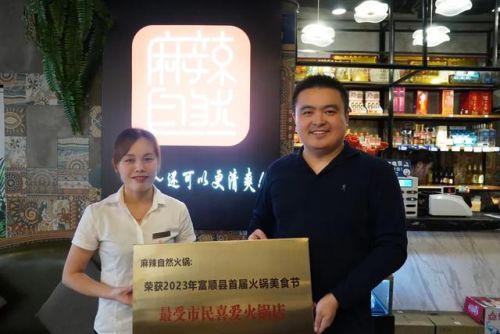 麻辣
自然
~还可以更清爽!
麻辣自然火锅:
荣获2023年富顺县首届火锅美食节
最受市民喜爱火锅店